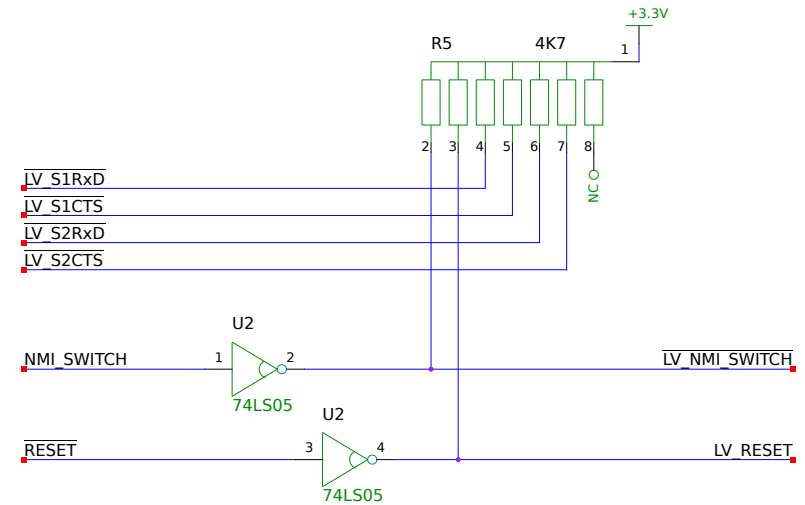 +3.3V
R5 4K7 1
2 3 4 5 6 7 8
LV_S1RxD
NC
LV_S1CTS
LV_S2RxD
LV_S2CTS
U2
NMI_SWITCH 1 2 LV_NMI_SWITCH
74LS05
U2
RESET 3 4 LV_RESET
74LS05